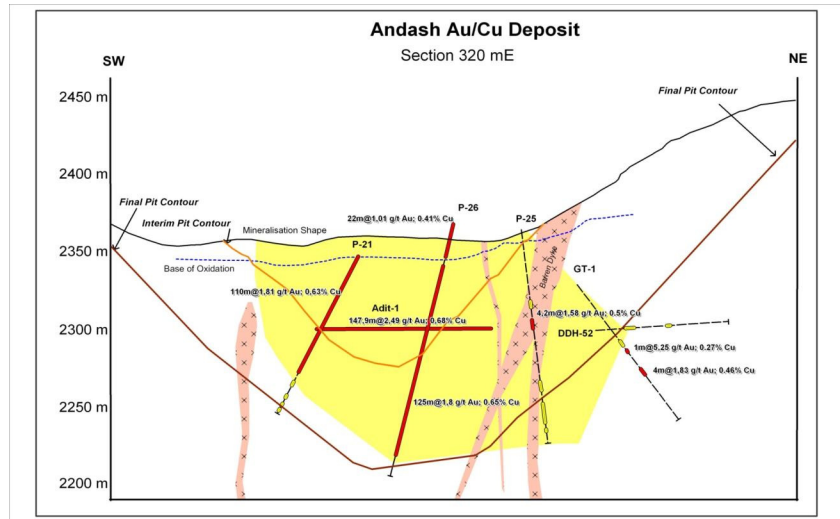 Andash Au/Cu Deposit
Section 320 mE
SW
NE
2450 m
2400 m
2350 m
2300 m
2250 m
2200 m
Final Pit Contour
Final Pit Contour
Interim Pit Contour
Mineralisation Shape
Base of Oxidation
P-26
22m@1,01 g/t Au; 0.41% Cu
P-25
P-21
Batren Dyke
GT-1
110m@1,81 g/t Au; 0,63% Cu
Adit-1
147,9m@2,49 g/t Au; 0,68% Cu
4,2m@1,58 g/t Au; 0.5% Cu
DDH-52
1m@5,25 g/t Au; 0.27% Cu
4m@1,83 g/t Au; 0.46% Cu
125m@1,8 g/t Au; 0.65% Cu